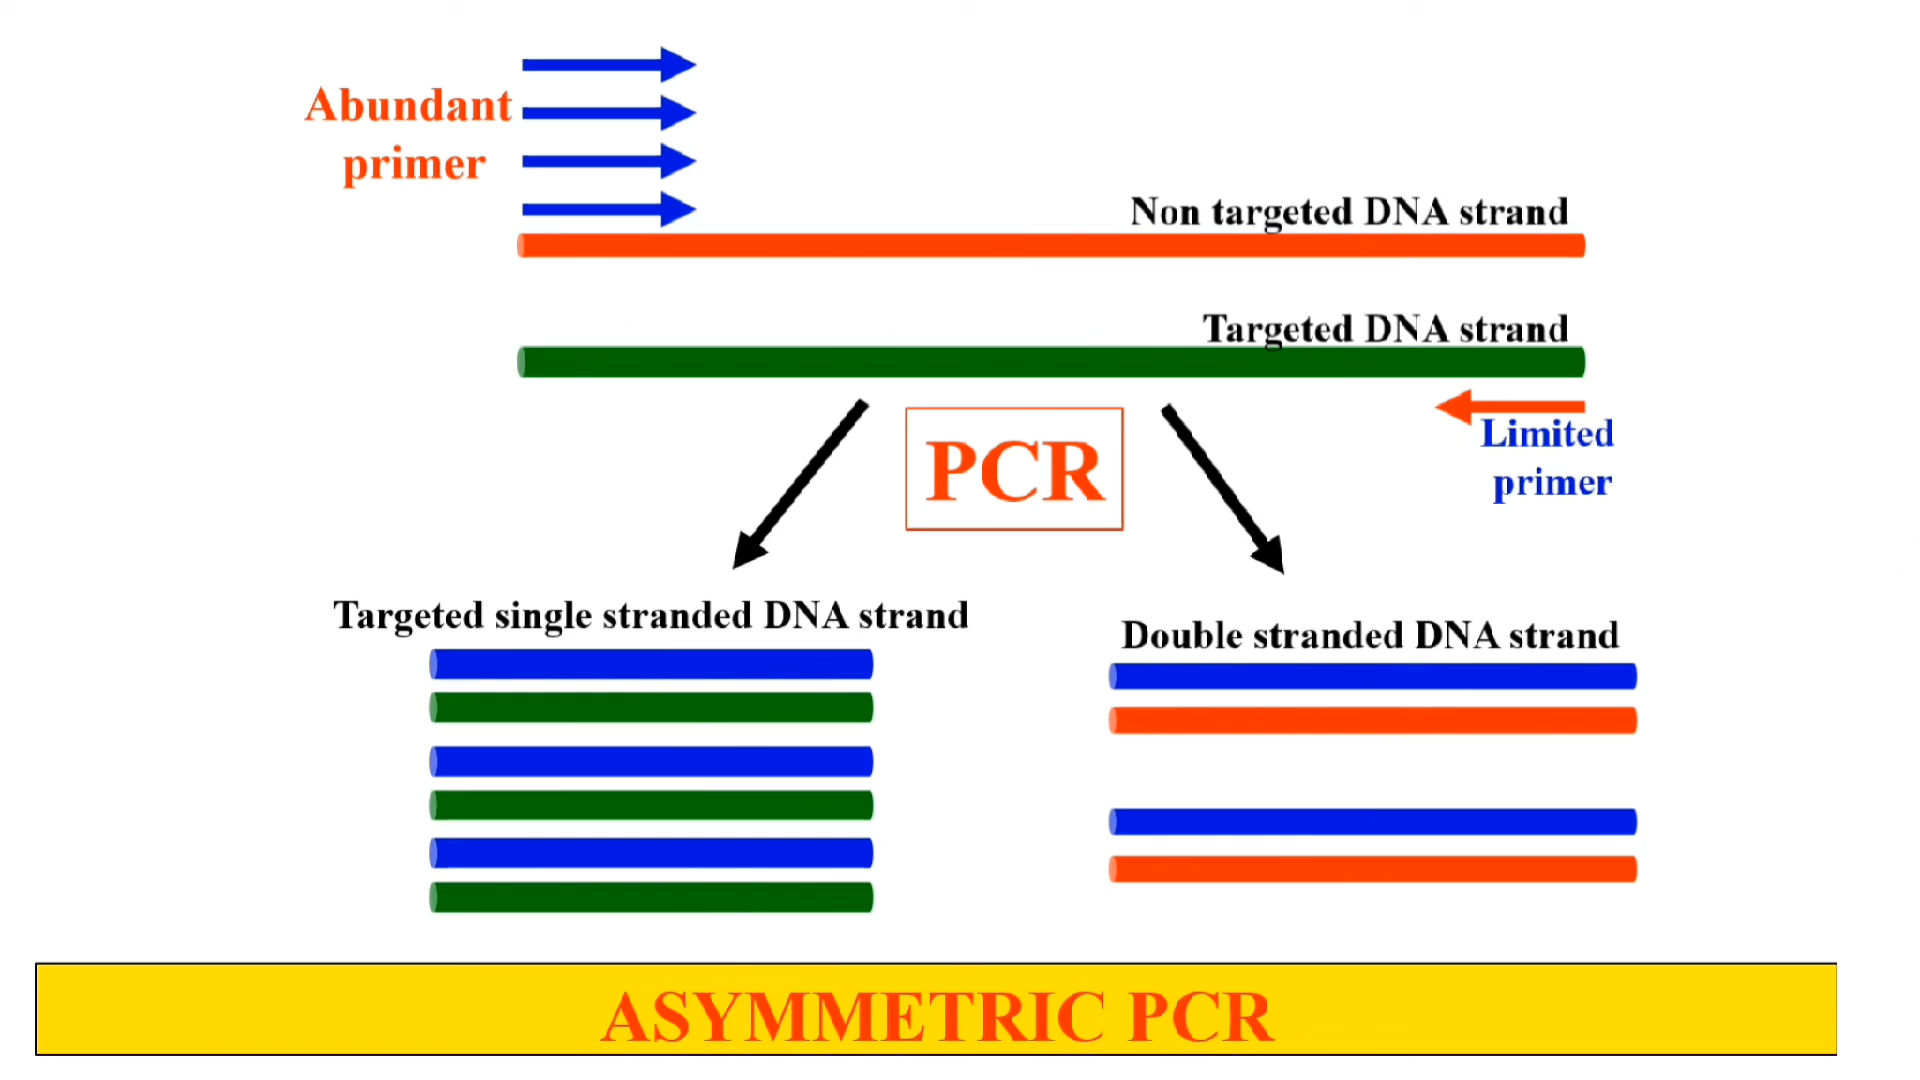 Abundant
primer
Non targeted DNA strand
Targeted DNA strand
Limited
primer
PCR
Targeted single stranded DNA strand
Double stranded DNA strand
ASYMMETRIC PCR